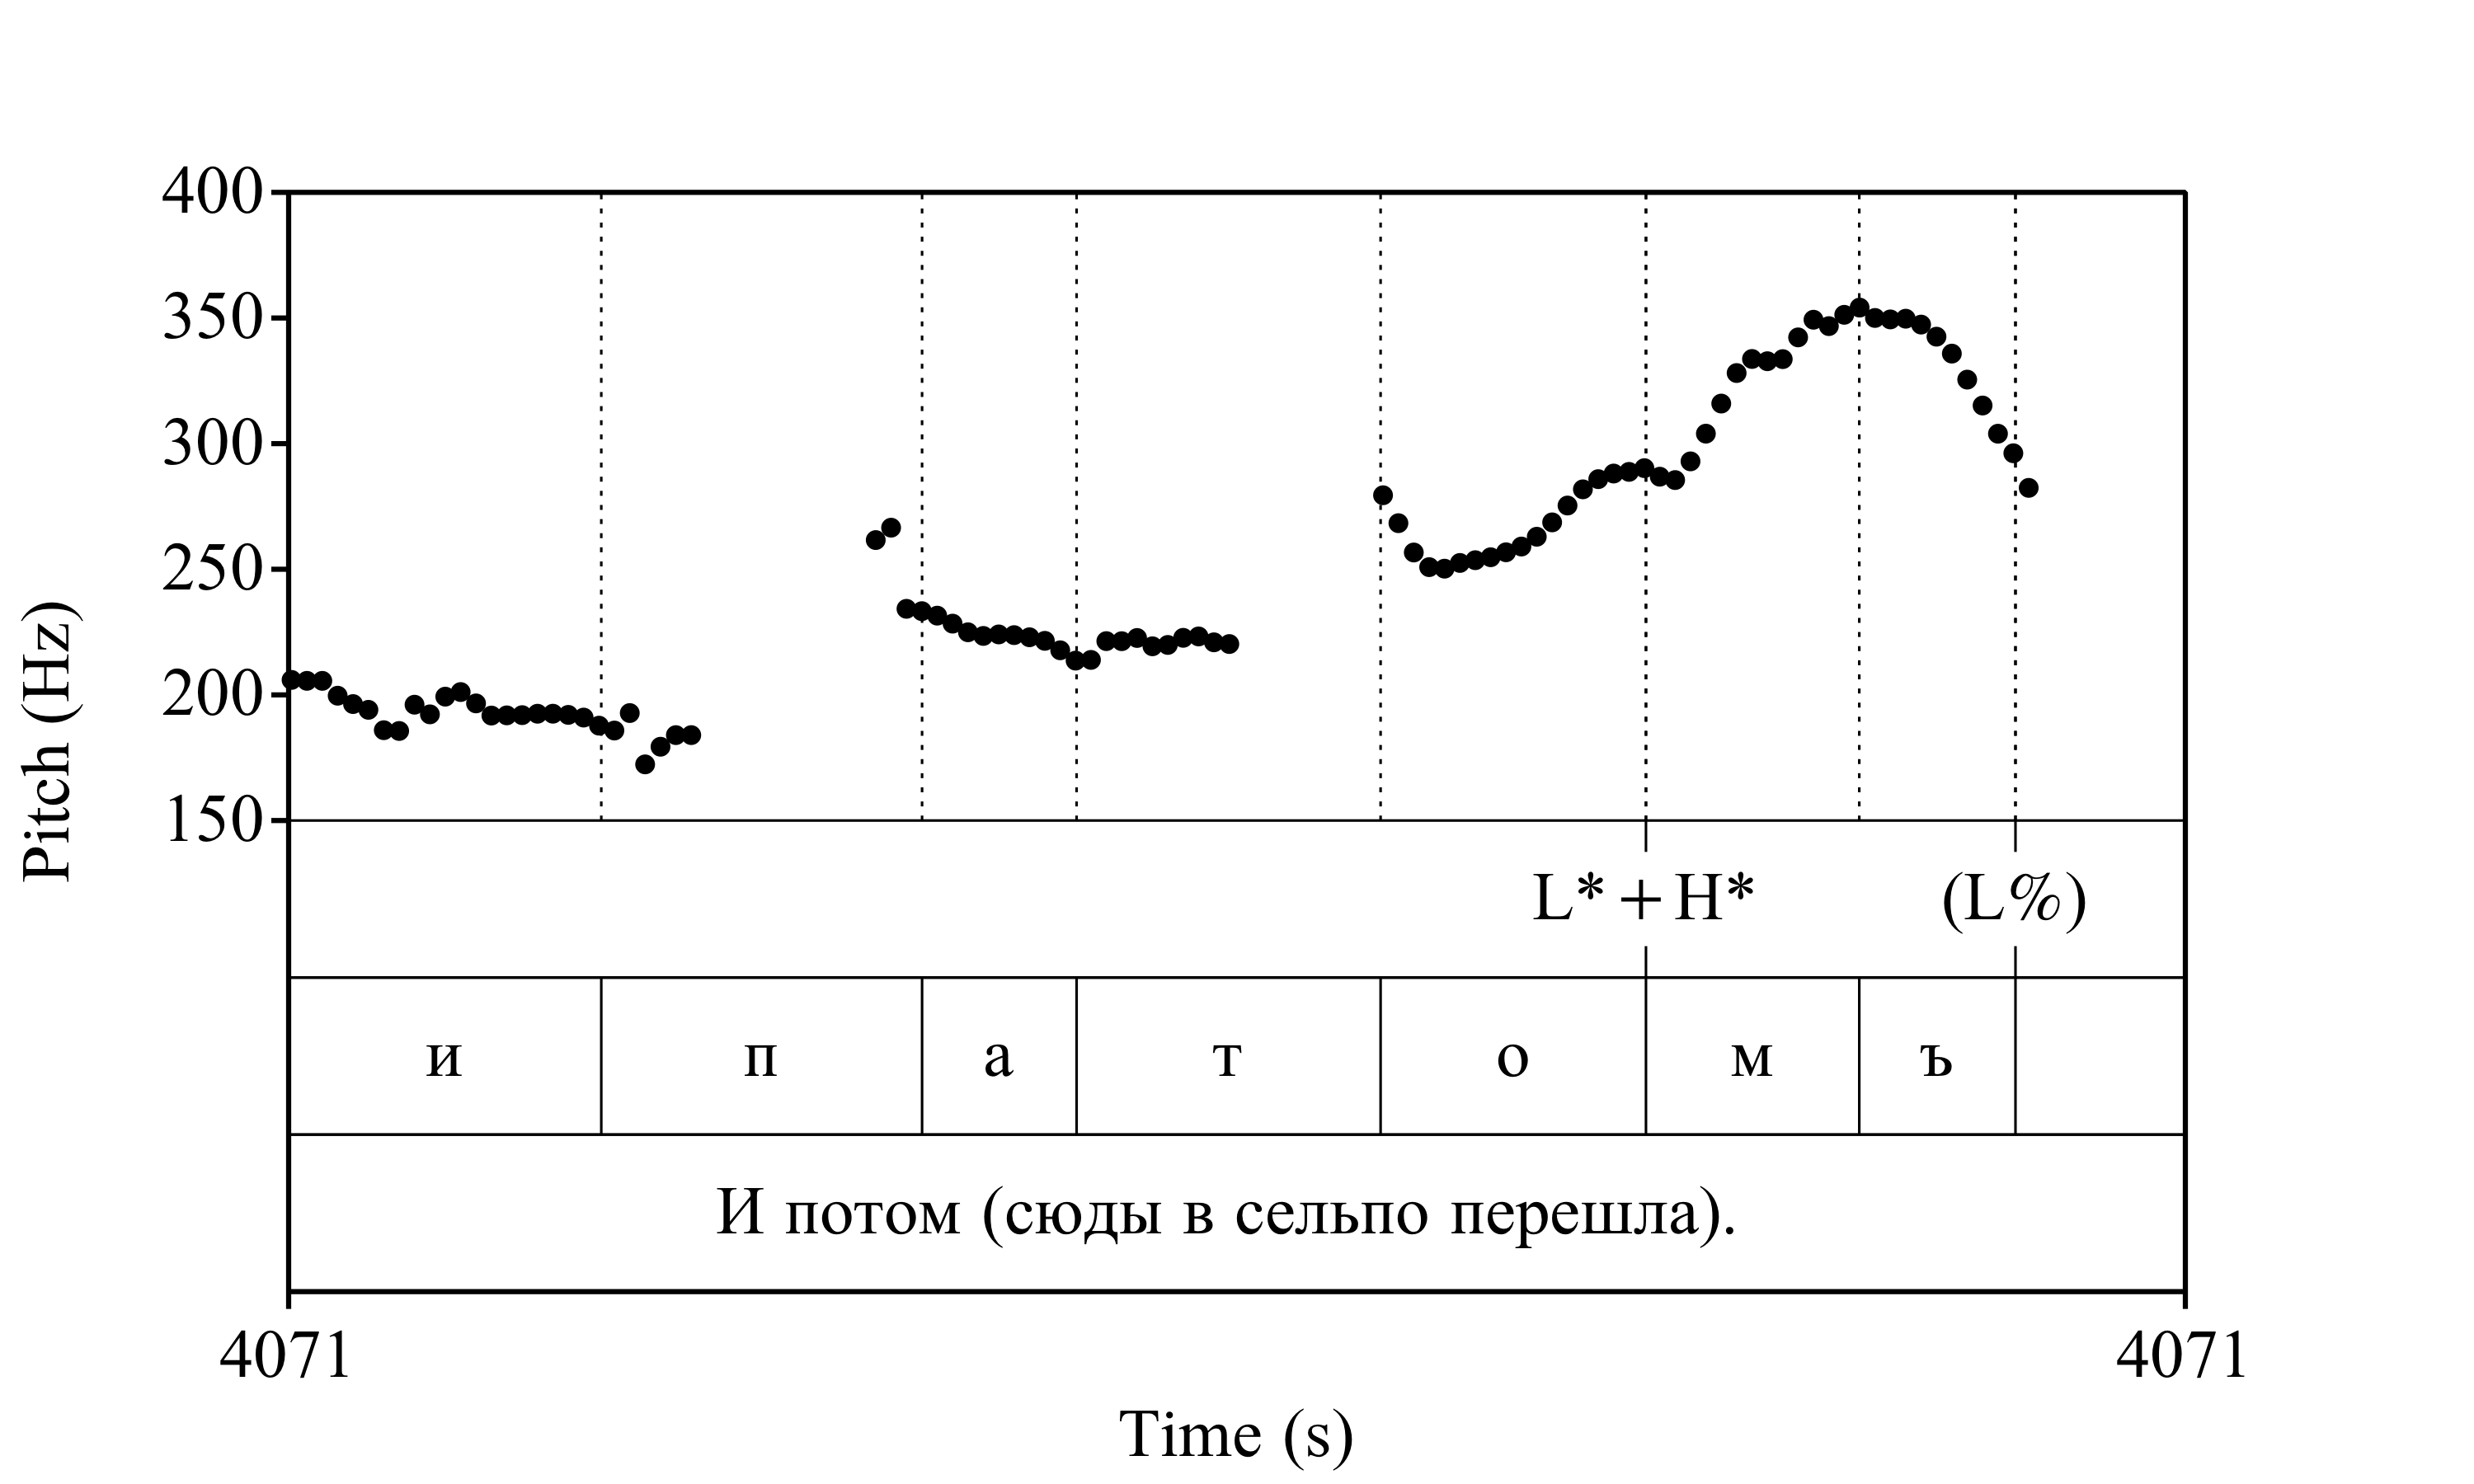 400
350
300
250
200
150
Pitch (Hz)
L*+H* (L%)
и п а т о м ъ
И потом (сюды в сельпо перешла).
4071 4071
Time (s)